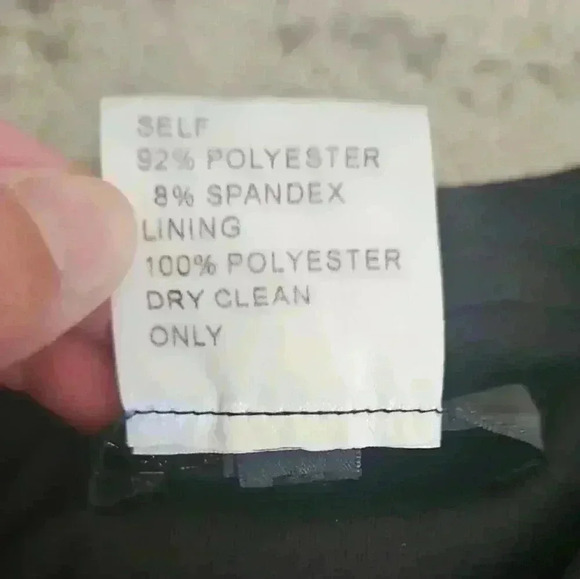 SELF
92% POLYESTER
8% SPANDEX
LINING
100% POLYESTER
DRY CLEAN
ONLY